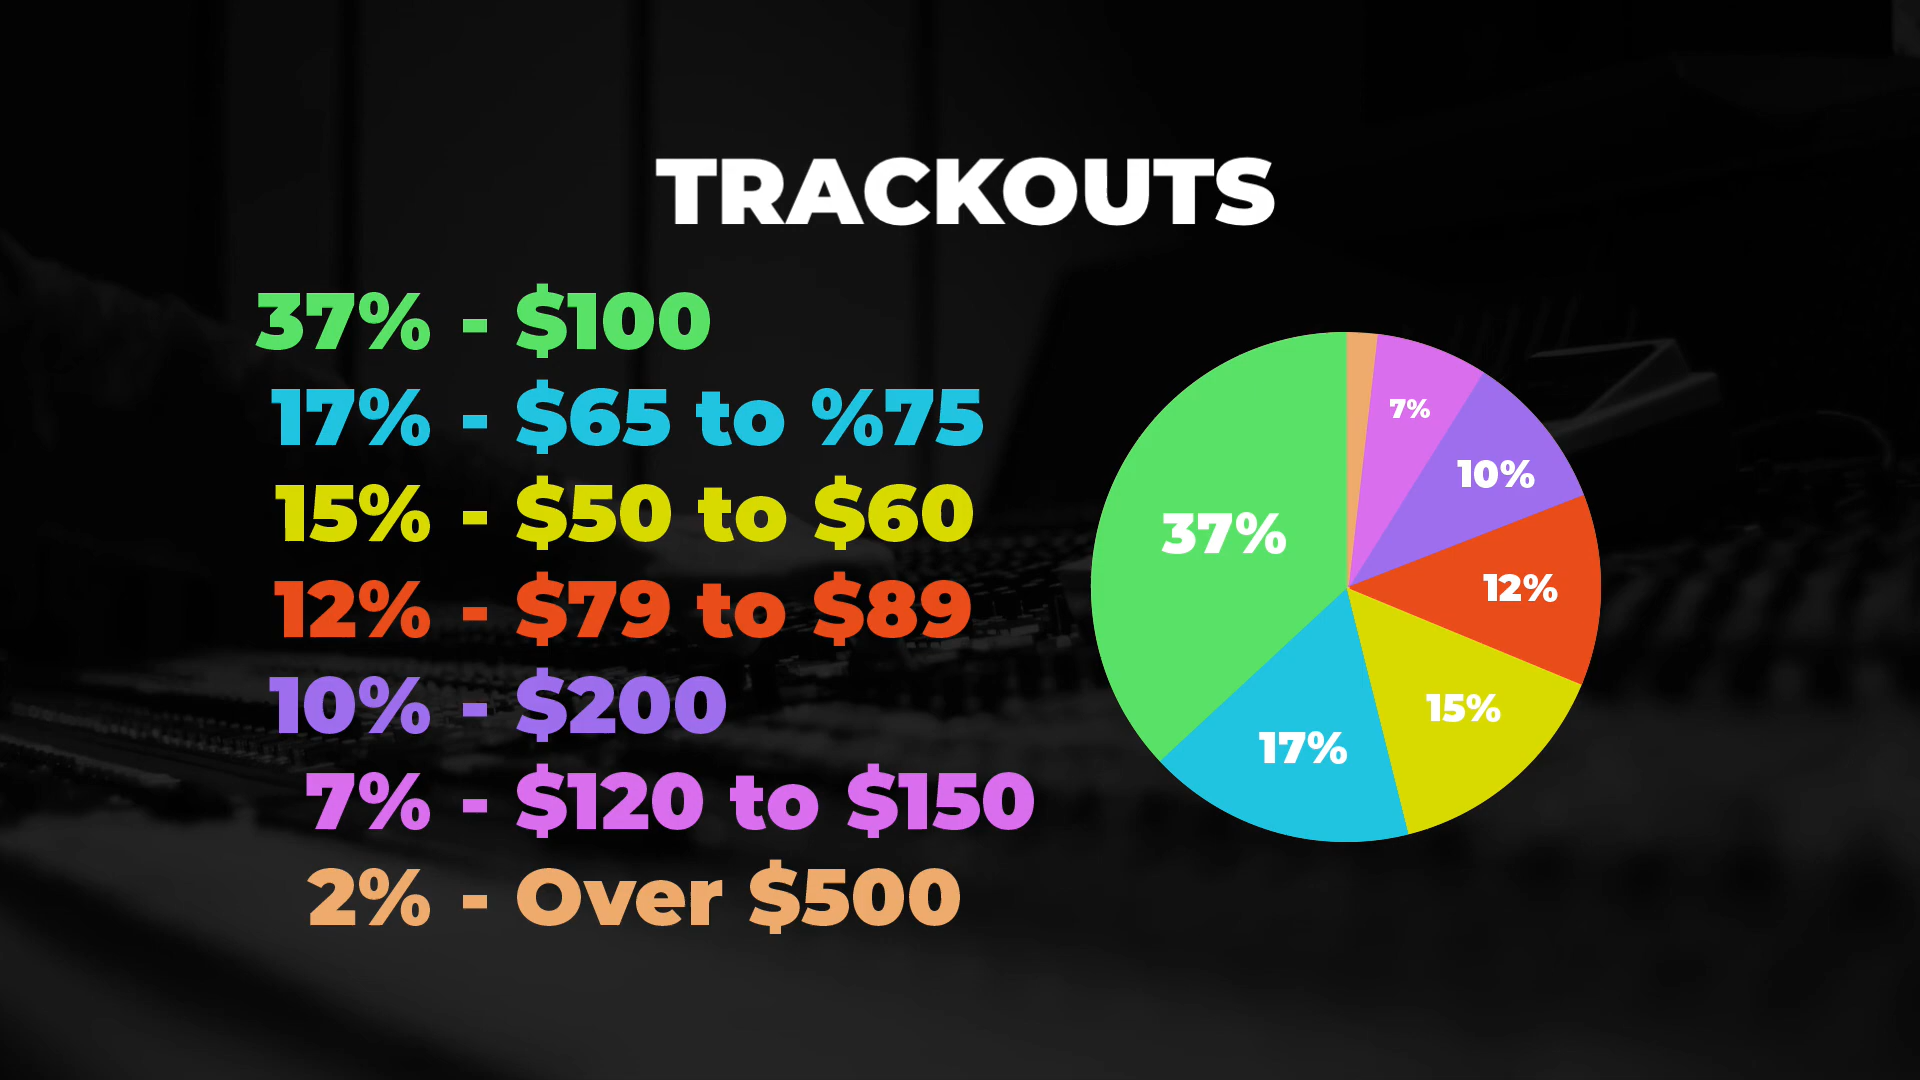 TRACKOUTS
37% - $100
17% - $65 to %75
15% - $50 to $60
12% - $79 to $89
10% - $200
7% - $120 to $150
2% - Over $500
7%
10%
37%
12%
15%
17%